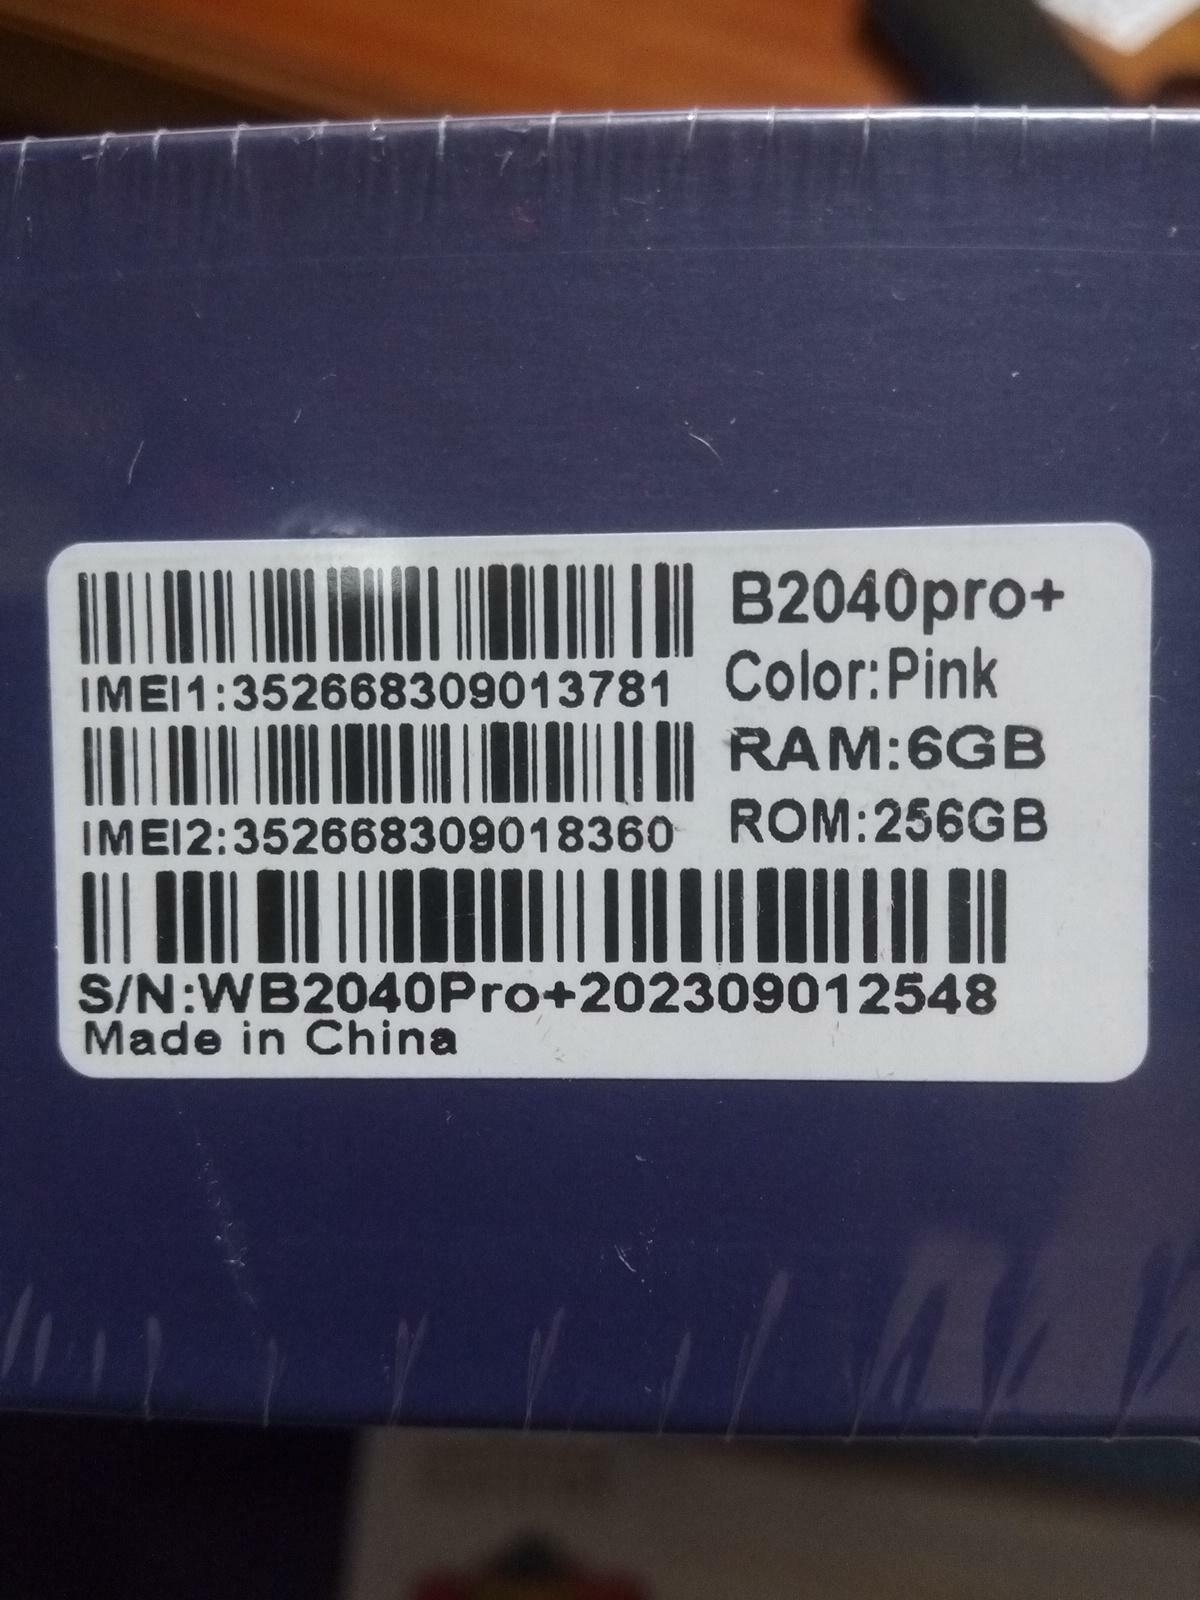 IMEI1:352668309013781
IMEI2:352668309018360
B2040pro+
Color:Pink
RAM:6GB
ROM:256GB
S/N:WB2040Pro+202309012548
Made in China